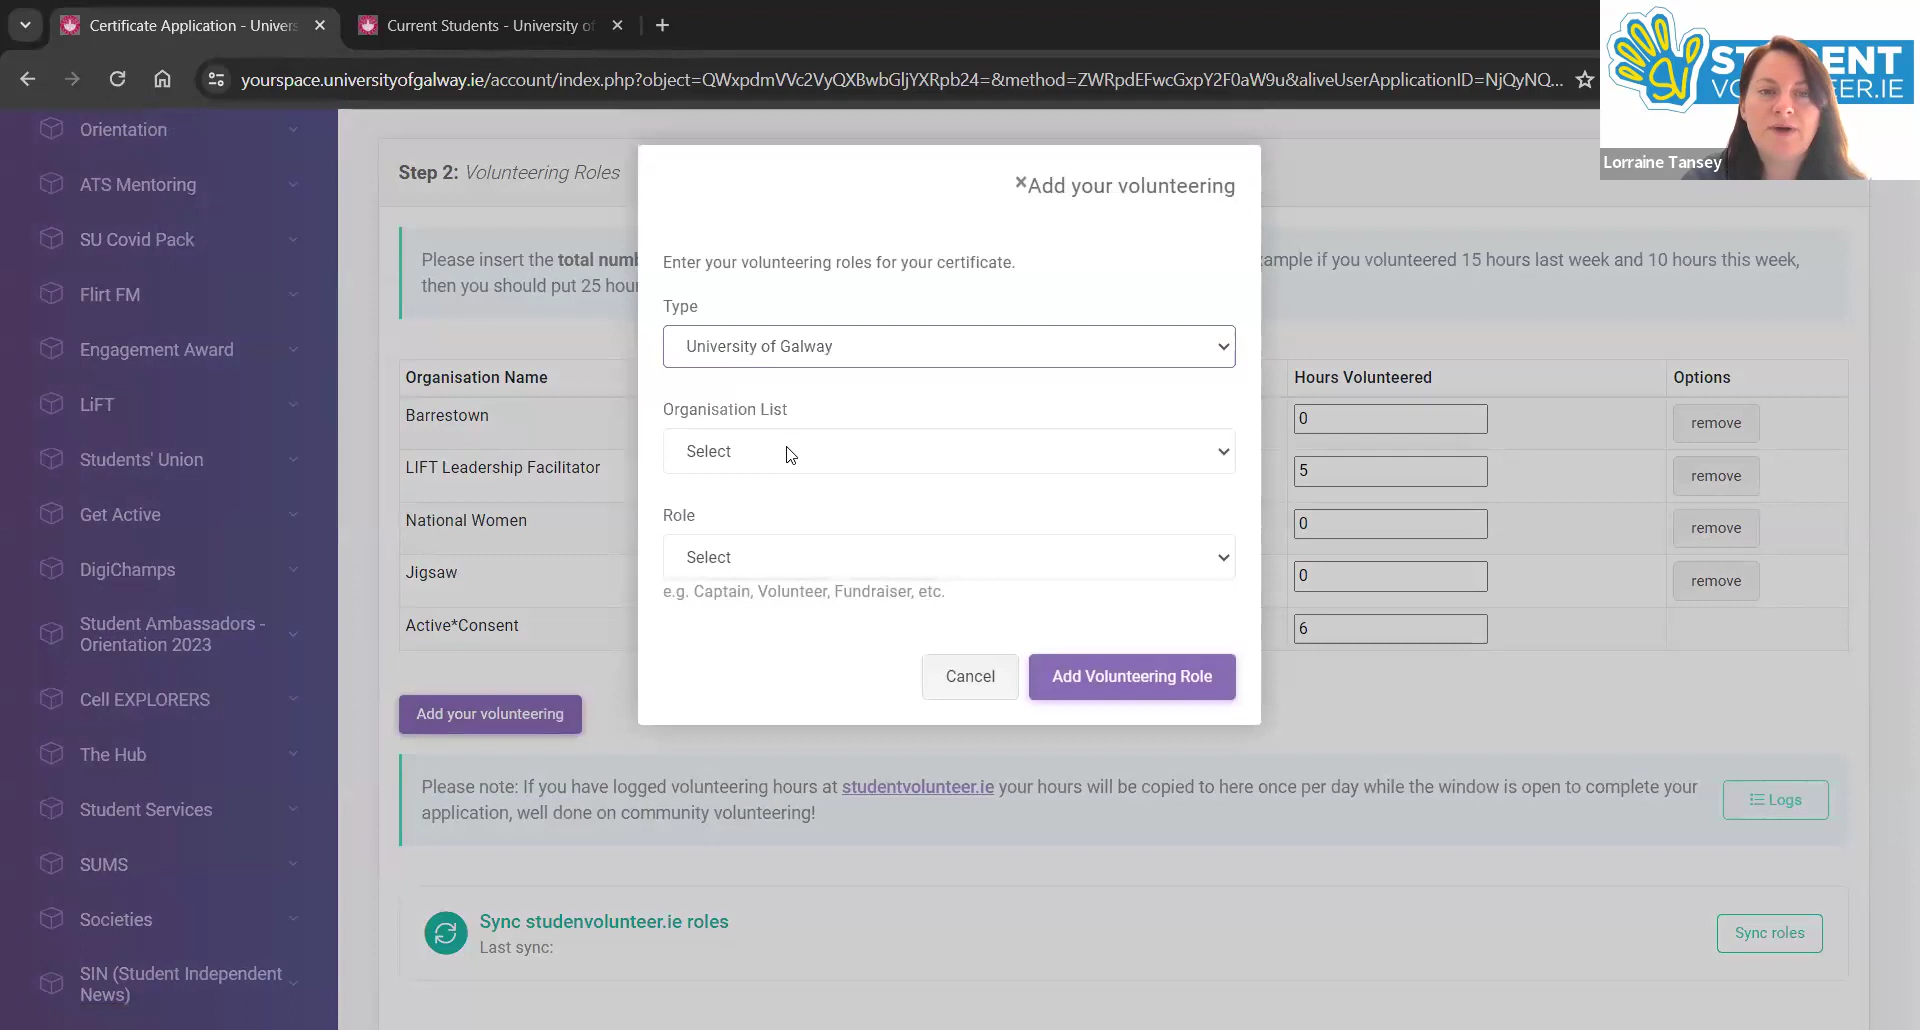 Certificate Application - Univers
Current Students - University of
yourspace.universityofgalway.ie/account/index.php?object=QWxpdmVVc2VyQXBwbGljYXRpb24=&method=ZWRpdEFwcGxpY2F0aW9u&aliveUserApplicationID=NjQyNQ...
ST DENT
VO EER.IE
Lorraine Tansey
Orientation
ATS Mentoring
SU Covid Pack
Flirt FM
Engagement Award
LiFT
Students' Union
Get Active
DigiChamps
Student Ambassadors -
Orientation 2023
Cell EXPLORERS
The Hub
Student Services
SUMS
Societies
SIN (Student Independent
News)
Step 2: Volunteering Roles
Please insert the total numb
ample if you volunteered 15 hours last week and 10 hours this week,
then you should put 25 hour
Organisation Name
Hours Volunteered
Options
Barrestown
0
remove
LIFT Leadership Facilitator
5
remove
National Women
0
remove
Jigsaw
0
remove
Active*Consent
6
×Add your volunteering
Enter your volunteering roles for your certificate.
Type
University of Galway
Organisation List
Select
Role
Select
e.g. Captain, Volunteer, Fundraiser, etc.
Cancel
Add Volunteering Role
Add your volunteering
Please note: If you have logged volunteering hours at studentvolunteer.ie your hours will be copied to here once per day while the window is open to complete your
application, well done on community volunteering!
Logs
Sync studenvolunteer.ie roles
Last sync:
Sync roles